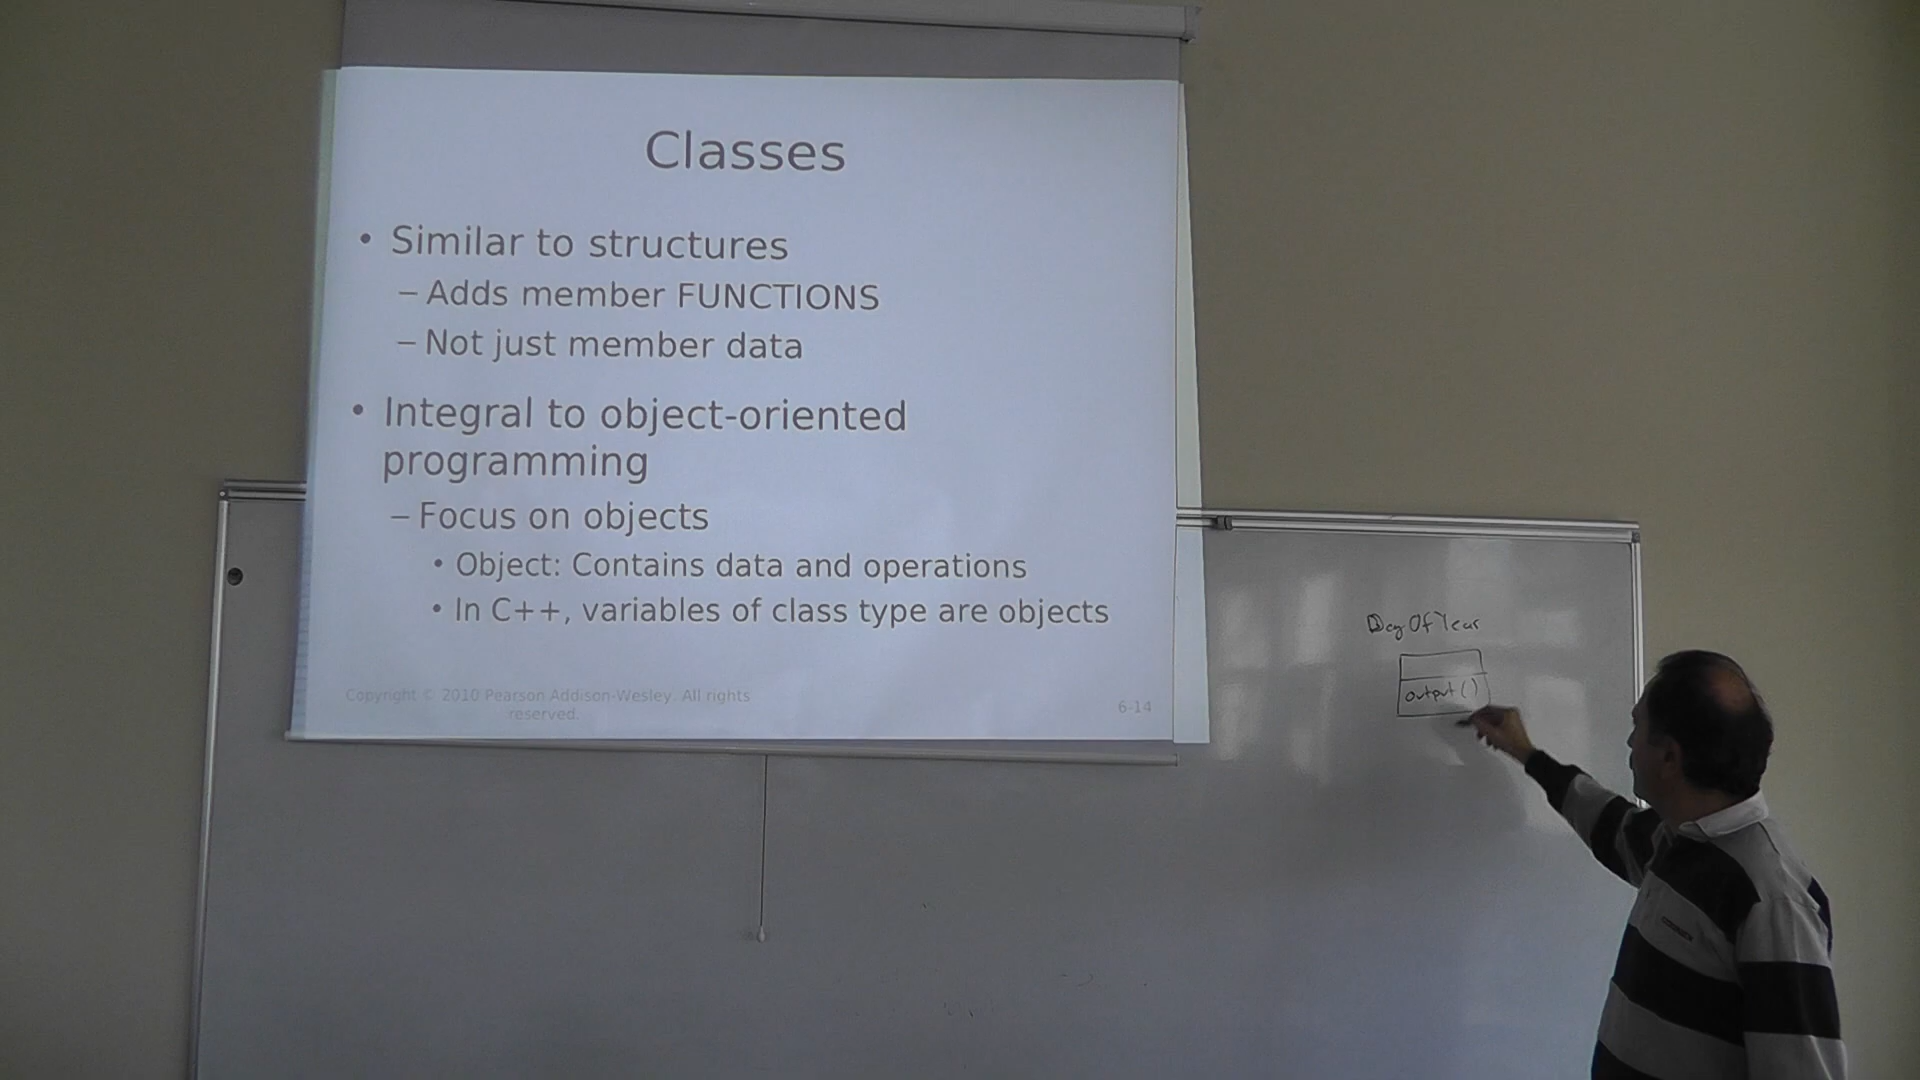 Classes
• Similar to structures
– Adds member FUNCTIONS
– Not just member data
• Integral to object-oriented
programming
– Focus on objects
• Object: Contains data and operations
• In C++, variables of class type are objects
Copyright © 2010 Pearson Addison-Wesley. All rights
reserved.
6-14
DayOfYear
output()